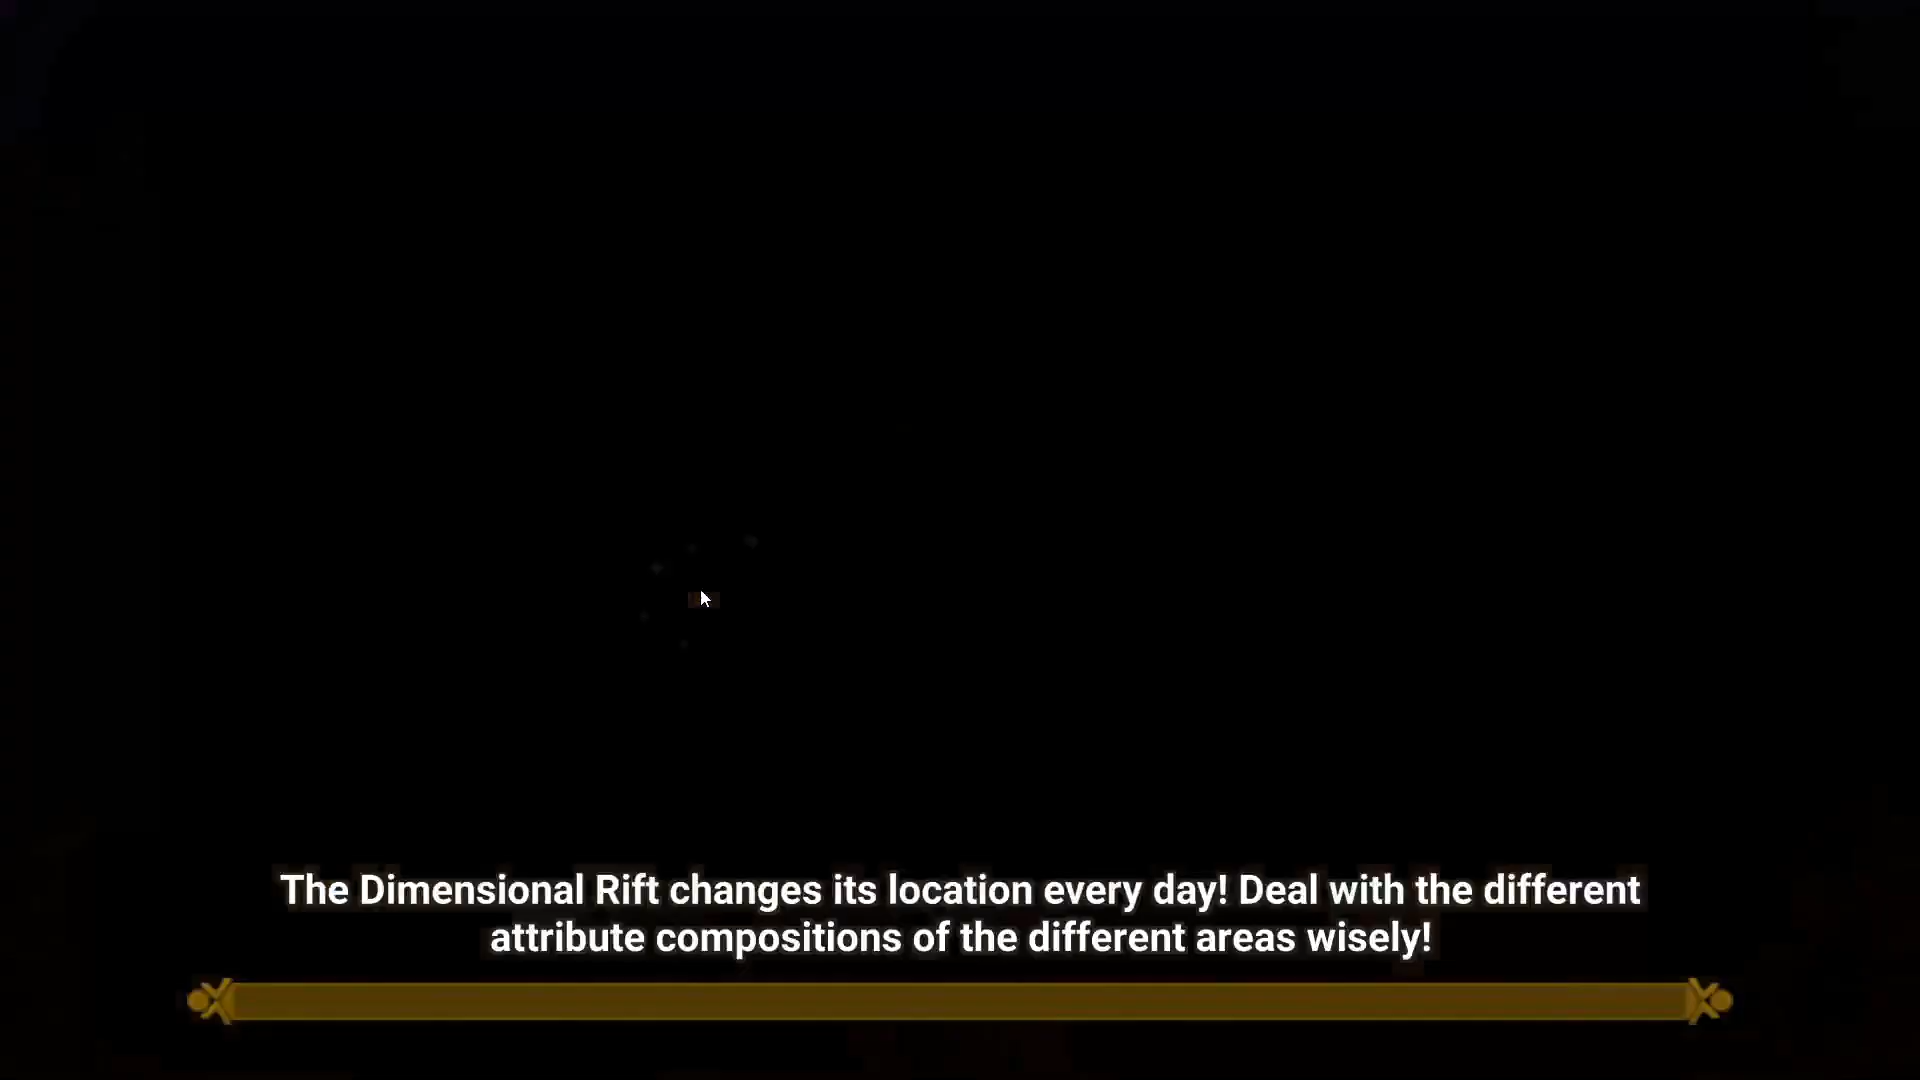 The Dimensional Rift changes its location every day! Deal with the different
attribute compositions of the different areas wisely!